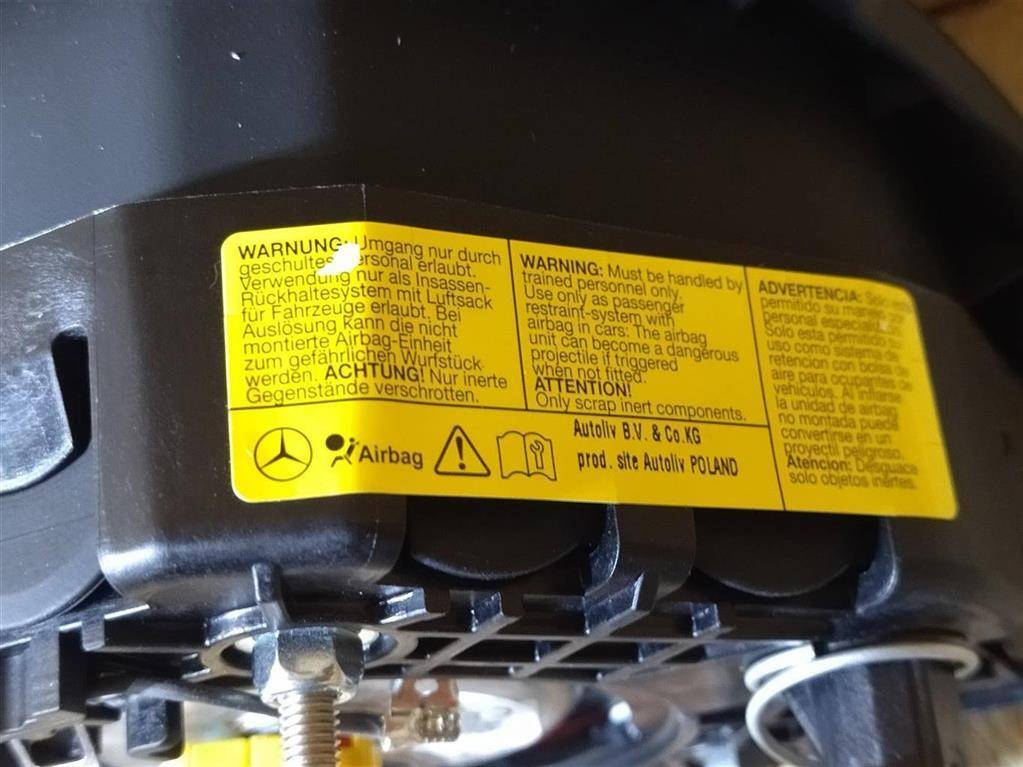 WARNUNG: Umgang nur durch
geschultes Personal erlaubt.
Verwendung nur als Insassen-
Rückhaltesystem mit Luftsack
für Fahrzeuge erlaubt. Bei
Auslösung kann die nicht
montierte Airbag-Einheit
zum gefährlichen Wurfstück
werden. ACHTUNG! Nur inerte
Gegenstände verschrotten.
WARNING: Must be handled by
trained personnel only.
Use only as passenger
restraint-system with
airbag in cars: The airbag
unit can become a dangerous
projectile if triggered
when not fitted.
ATTENTION!
Only scrap inert components.
ADVERTENCIA: Solo
permitido su manejo por
personal especializado
Solo esta permitido su
uso como sistema de
retencion con bolsa de
aire para ocupantes de
vehiculos. Al inflarse
la unidad de airbag
no montada puede
convertirse en un
proyectil peligroso.
Atencion: Desguace
solo objetos inertes.
Airbag
Autoliv B.V. & Co.KG
prod. site Autoliv POLAND